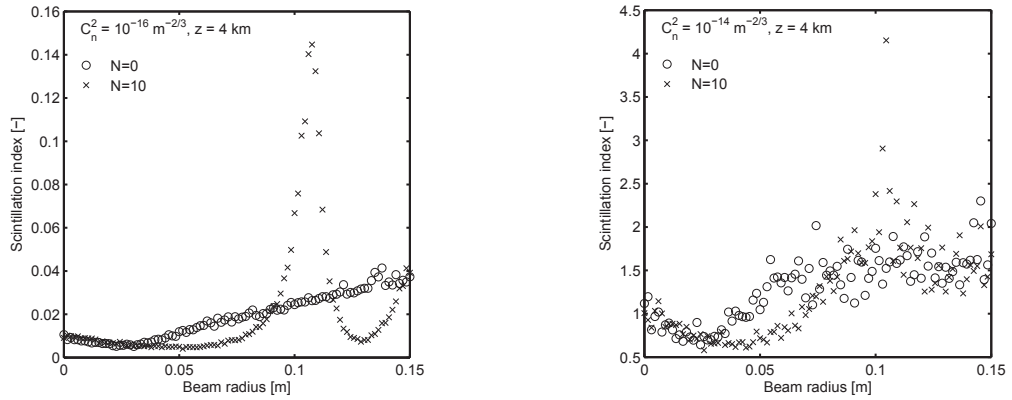 C_n^2 = 10^{-16} m^{-2/3}, z = 4 km
N=0
N=10
0.16
0.14
0.12
0.1
0.08
0.06
0.04
0.02
0
Scintillation index [–]
0 0.05 0.1 0.15
Beam radius [m]
C_n^2 = 10^{-14} m^{-2/3}, z = 4 km
N=0
N=10
4.5
4
3.5
3
2.5
2
1.5
1
0.5
Scintillation index [–]
0 0.05 0.1 0.15
Beam radius [m]